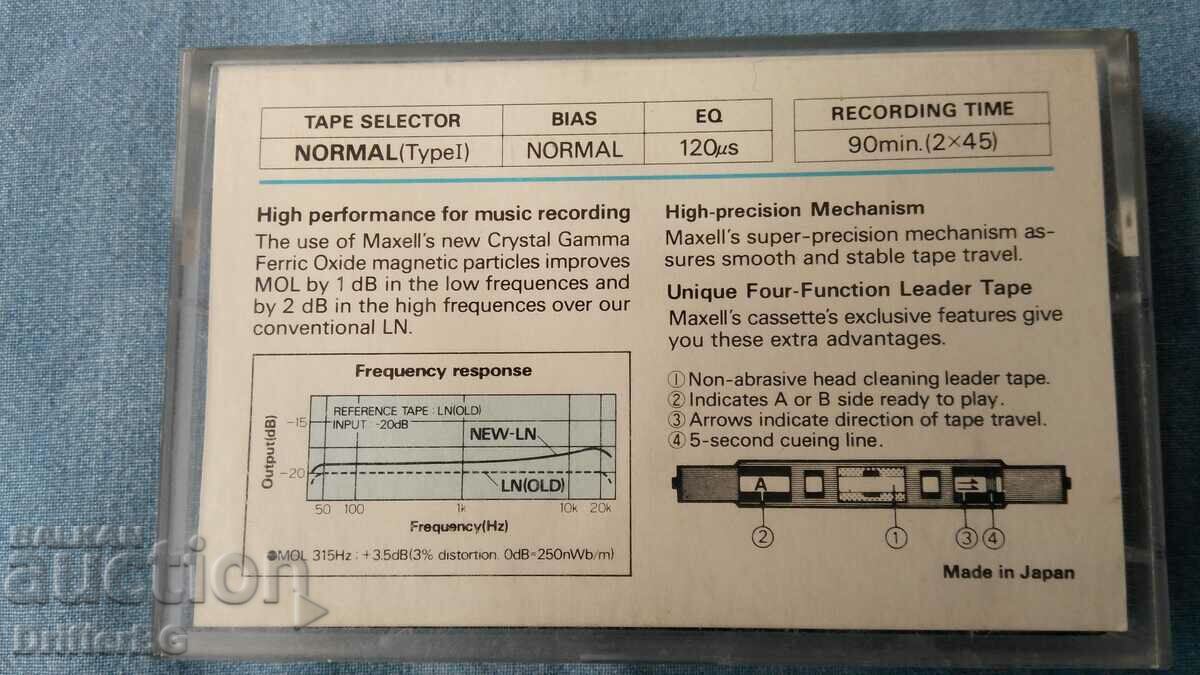 TAPE SELECTOR BIAS EQ
NORMAL(TypeI) NORMAL 120µs
RECORDING TIME
90min.(2×45)
High performance for music recording
The use of Maxell's new Crystal Gamma
Ferric Oxide magnetic particles improves
MOL by 1 dB in the low frequences and
by 2 dB in the high frequences over our
conventional LN.
Frequency response
REFERENCE TAPE : LN(OLD)
INPUT : -20dB
NEW-LN
LN(OLD)
Output(dB)
-15
-20
50 100 1k 10k 20k
Frequency(Hz)
●MOL 315Hz : +3.5dB(3% distortion. 0dB=250nWb/m)
High-precision Mechanism
Maxell's super-precision mechanism as-
sures smooth and stable tape travel.
Unique Four-Function Leader Tape
Maxell's cassette's exclusive features give
you these extra advantages.
①Non-abrasive head cleaning leader tape.
②Indicates A or B side ready to play.
③Arrows indicate direction of tape travel.
④5-second cueing line.
A
② ① ③ ④
Made in Japan
BALKAN
auction
brillert.G